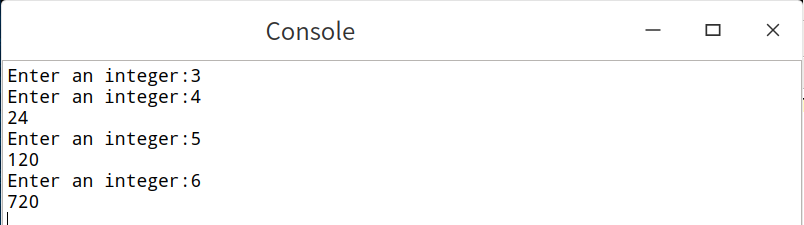 Console
Enter an integer:3
Enter an integer:4
24
Enter an integer:5
120
Enter an integer:6
720